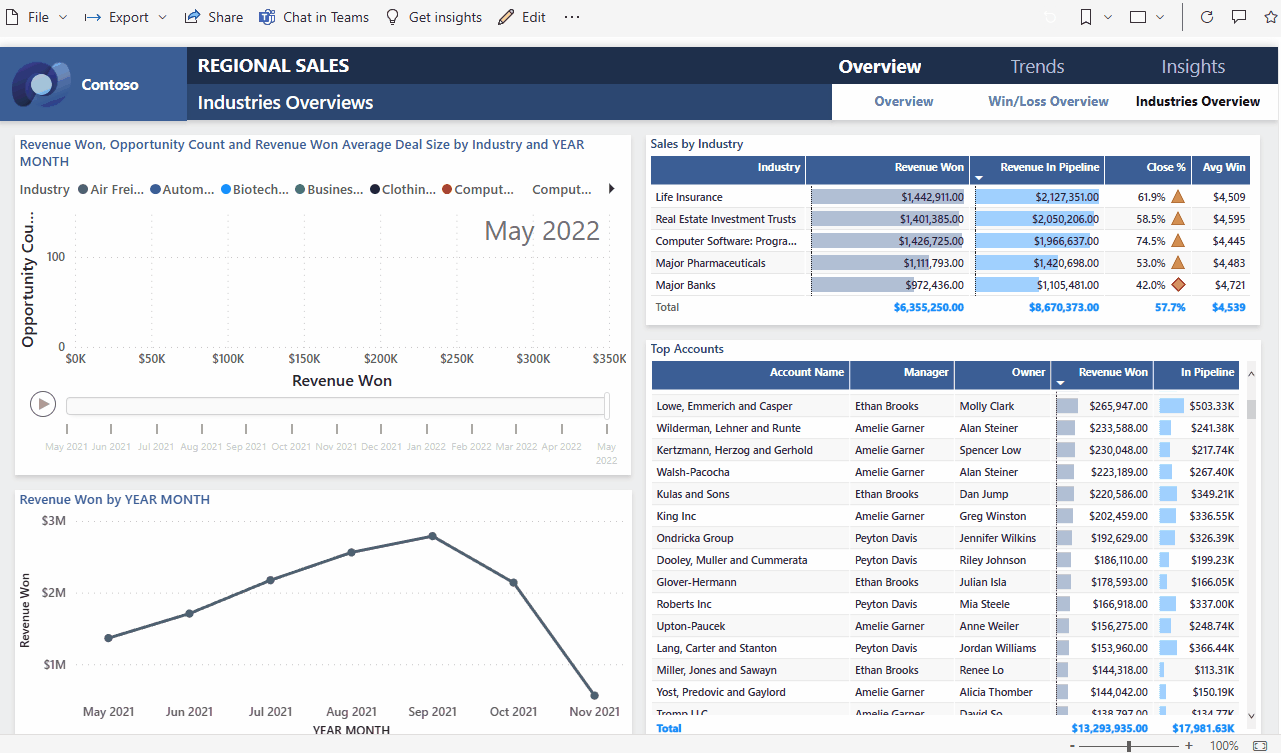 File Export Share Chat in Teams Get insights Edit ...
Contoso
REGIONAL SALES
Industries Overviews
Overview Trends Insights
Overview Win/Loss Overview Industries Overview
Revenue Won, Opportunity Count and Revenue Won Average Deal Size by Industry and YEAR
MONTH
Industry Air Frei... Autom... Biotech... Busines... Clothin... Comput... Comput...
May 2022
Opportunity Cou...
100
0
$0K $50K $100K $150K $200K $250K $300K $350K
Revenue Won
May 2021 Jun 2021 Jul 2021 Aug 2021 Sep 2021 Oct 2021 Nov 2021 Dec 2021 Jan 2022 Feb 2022 Mar 2022 Apr 2022 May
2022
Revenue Won by YEAR MONTH
$3M
$2M
$1M
Revenue Won
May 2021 Jun 2021 Jul 2021 Aug 2021 Sep 2021 Oct 2021 Nov 2021
YEAR MONTH
Sales by Industry
Industry Revenue Won Revenue In Pipeline Close % Avg Win
Life Insurance $1,442,911.00 $2,127,351.00 61.9% $4,509
Real Estate Investment Trusts $1,401,385.00 $2,050,206.00 58.5% $4,595
Computer Software: Progra... $1,426,725.00 $1,966,637.00 74.5% $4,445
Major Pharmaceuticals $1,111,793.00 $1,420,698.00 53.0% $4,483
Major Banks $972,436.00 $1,105,481.00 42.0% $4,721
Total $6,355,250.00 $8,670,373.00 57.7% $4,539
Top Accounts
Account Name Manager Owner Revenue Won In Pipeline
Lowe, Emmerich and Casper Ethan Brooks Molly Clark $265,947.00 $503.33K
Wilderman, Lehner and Runte Amelie Garner Alan Steiner $233,588.00 $241.38K
Kertzmann, Herzog and Gerhold Amelie Garner Spencer Low $230,048.00 $217.74K
Walsh-Pacocha Amelie Garner Alan Steiner $223,189.00 $267.40K
Kulas and Sons Ethan Brooks Dan Jump $220,586.00 $349.21K
King Inc Amelie Garner Greg Winston $202,459.00 $336.55K
Ondricka Group Peyton Davis Jennifer Wilkins $192,629.00 $326.39K
Dooley, Muller and Cummerata Peyton Davis Riley Johnson $186,110.00 $199.23K
Glover-Hermann Ethan Brooks Julian Isla $178,593.00 $166.05K
Roberts Inc Peyton Davis Mia Steele $166,918.00 $337.00K
Upton-Paucek Amelie Garner Anne Weiler $156,275.00 $248.74K
Lang, Carter and Stanton Peyton Davis Jordan Williams $153,960.00 $366.44K
Miller, Jones and Sawayn Ethan Brooks Renee Lo $144,318.00 $113.31K
Yost, Predovic and Gaylord Amelie Garner Alicia Thomber $144,042.00 $150.19K
Tromp LLC Amelie Garner David So $138,797.00 $134.77K
Total $13,293,935.00 $17,981.63K
- + 100%